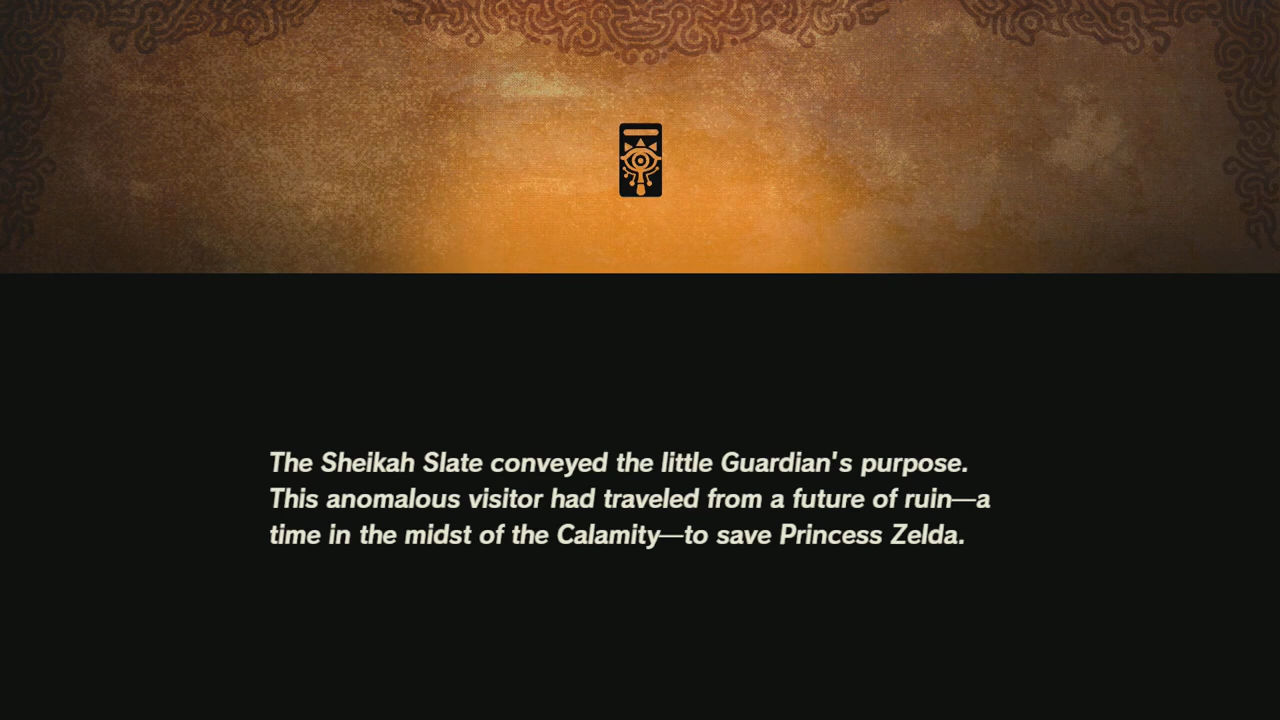 The Sheikah Slate conveyed the little Guardian's purpose.
This anomalous visitor had traveled from a future of ruin—a
time in the midst of the Calamity—to save Princess Zelda.